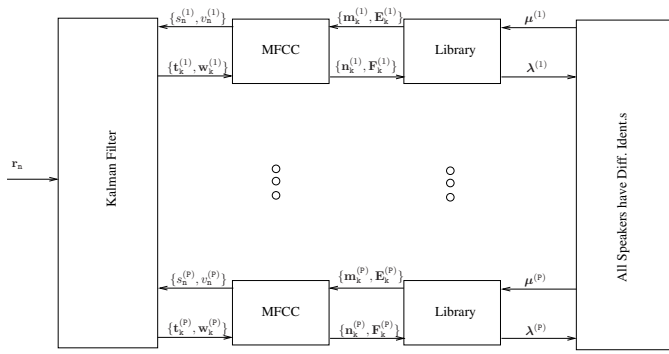 {s_n^(1), v_n^(1)}
{m_k^(1), E_k^(1)}
μ^(1)
MFCC
Library
{t_k^(1), w_k^(1)}
{n_k^(1), F_k^(1)}
λ^(1)
r_n
Kalman Filter
All Speakers have Diff. Ident.s
{s_n^(P), v_n^(P)}
{m_k^(P), E_k^(P)}
μ^(P)
MFCC
Library
{t_k^(P), w_k^(P)}
{n_k^(P), F_k^(P)}
λ^(P)